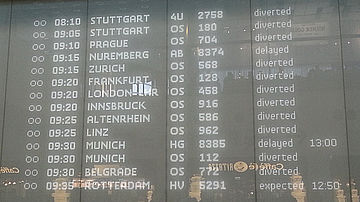 08:10 STUTTGART 4U 2758 diverted
09:05 STUTTGART OS 180 diverted
09:10 PRAGUE OS 704 diverted
09:15 NUREMBERG AB 8374 delayed
09:15 ZURICH OS 568 diverted
09:20 FRANKFURT OS 128 diverted
09:20 LONDON-LHR OS 458 diverted
09:20 INNSBRUCK OS 916 diverted
09:25 ALTENRHEIN OS 586 diverted
09:25 LINZ OS 962 diverted
09:30 MUNICH HG 8385 delayed 13:00
09:30 MUNICH OS 112 diverted
09:30 BELGRADE OS 772 diverted
09:35 ROTTERDAM HV 5291 expected 12:50